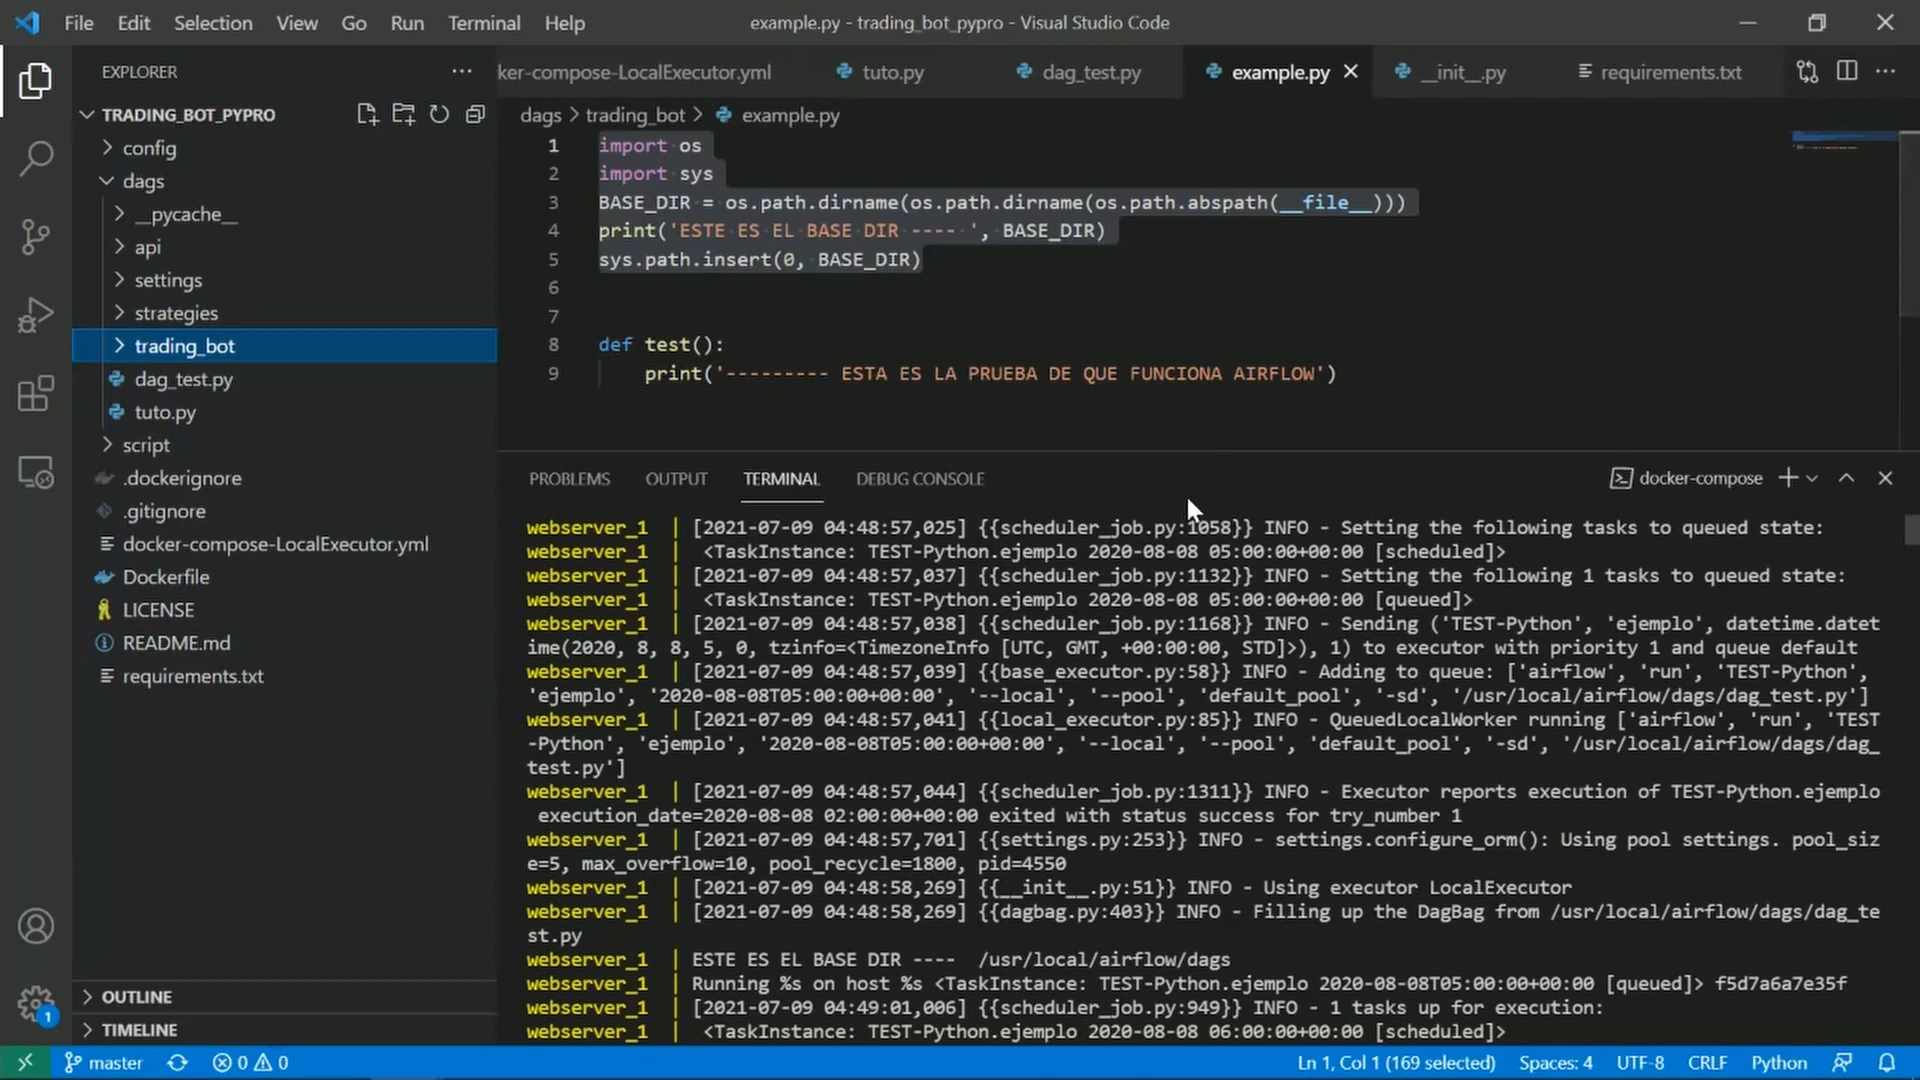 File Edit Selection View Go Run Terminal Help
example.py - trading_bot_pypro - Visual Studio Code
EXPLORER
ker-compose-LocalExecutor.yml tuto.py dag_test.py example.py __init__.py requirements.txt
TRADING_BOT_PYPRO
config
dags
__pycache__
api
settings
strategies
trading_bot
dag_test.py
tuto.py
script
.dockerignore
.gitignore
docker-compose-LocalExecutor.yml
Dockerfile
LICENSE
README.md
requirements.txt
OUTLINE
TIMELINE
dags > trading_bot > example.py
1 import os
2 import sys
3 BASE_DIR = os.path.dirname(os.path.dirname(os.path.abspath(__file__)))
4 print('ESTE ES EL BASE DIR ---- ', BASE_DIR)
5 sys.path.insert(0, BASE_DIR)
6
7
8 def test():
9 print('--------- ESTA ES LA PRUEBA DE QUE FUNCIONA AIRFLOW')
PROBLEMS OUTPUT TERMINAL DEBUG CONSOLE
docker-compose
webserver_1 | [2021-07-09 04:48:57,025] {{scheduler_job.py:1058}} INFO - Setting the following tasks to queued state:
webserver_1 | <TaskInstance: TEST-Python.ejemplo 2020-08-08 05:00:00+00:00 [scheduled]>
webserver_1 | [2021-07-09 04:48:57,037] {{scheduler_job.py:1132}} INFO - Setting the following 1 tasks to queued state:
webserver_1 | <TaskInstance: TEST-Python.ejemplo 2020-08-08 05:00:00+00:00 [queued]>
webserver_1 | [2021-07-09 04:48:57,038] {{scheduler_job.py:1168}} INFO - Sending ('TEST-Python', 'ejemplo', datetime.datet
ime(2020, 8, 8, 5, 0, tzinfo=<TimezoneInfo [UTC, GMT, +00:00:00, STD]>), 1) to executor with priority 1 and queue default
webserver_1 | [2021-07-09 04:48:57,039] {{base_executor.py:58}} INFO - Adding to queue: ['airflow', 'run', 'TEST-Python',
'ejemplo', '2020-08-08T05:00:00+00:00', '--local', '--pool', 'default_pool', '-sd', '/usr/local/airflow/dags/dag_test.py']
webserver_1 | [2021-07-09 04:48:57,041] {{local_executor.py:85}} INFO - QueuedLocalWorker running ['airflow', 'run', 'TEST
-Python', 'ejemplo', '2020-08-08T05:00:00+00:00', '--local', '--pool', 'default_pool', '-sd', '/usr/local/airflow/dags/dag_
test.py']
webserver_1 | [2021-07-09 04:48:57,044] {{scheduler_job.py:1311}} INFO - Executor reports execution of TEST-Python.ejemplo
execution_date=2020-08-08 02:00:00+00:00 exited with status success for try_number 1
webserver_1 | [2021-07-09 04:48:57,701] {{settings.py:253}} INFO - settings.configure_orm(): Using pool settings. pool_siz
e=5, max_overflow=10, pool_recycle=1800, pid=4550
webserver_1 | [2021-07-09 04:48:58,269] {{__init__.py:51}} INFO - Using executor LocalExecutor
webserver_1 | [2021-07-09 04:48:58,269] {{dagbag.py:403}} INFO - Filling up the DagBag from /usr/local/airflow/dags/dag_te
st.py
webserver_1 | ESTE ES EL BASE DIR ---- /usr/local/airflow/dags
webserver_1 | Running %s on host %s <TaskInstance: TEST-Python.ejemplo 2020-08-08T05:00:00+00:00 [queued]> f5d7a6a7e35f
webserver_1 | [2021-07-09 04:49:01,006] {{scheduler_job.py:949}} INFO - 1 tasks up for execution:
webserver_1 | <TaskInstance: TEST-Python.ejemplo 2020-08-08 06:00:00+00:00 [scheduled]>
1
master 0 0 Ln 1, Col 1 (169 selected) Spaces: 4 UTF-8 CRLF Python